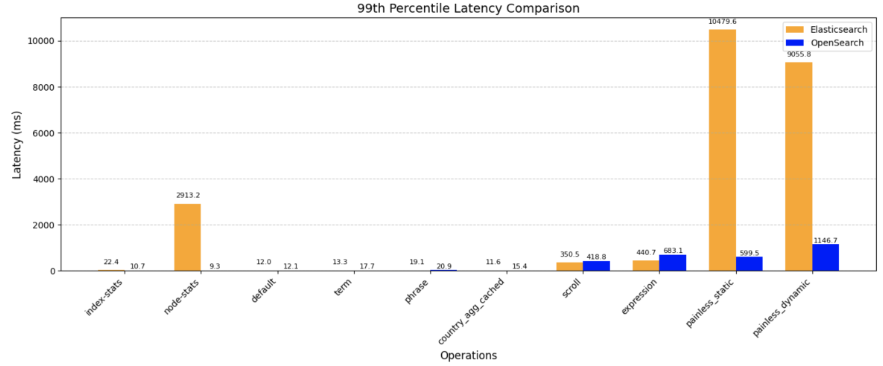 99th Percentile Latency Comparison
Elasticsearch
OpenSearch
Latency (ms)
10000
8000
6000
4000
2000
0
22.4
10.7
2913.2
9.3
12.0
12.1
13.3
17.7
19.1
20.9
11.6
15.4
350.5
418.8
440.7
683.1
10479.6
599.5
9055.8
1146.7
index-stats
node-stats
default
term
phrase
country_agg_cached
scroll
expression
painless_static
painless_dynamic
Operations